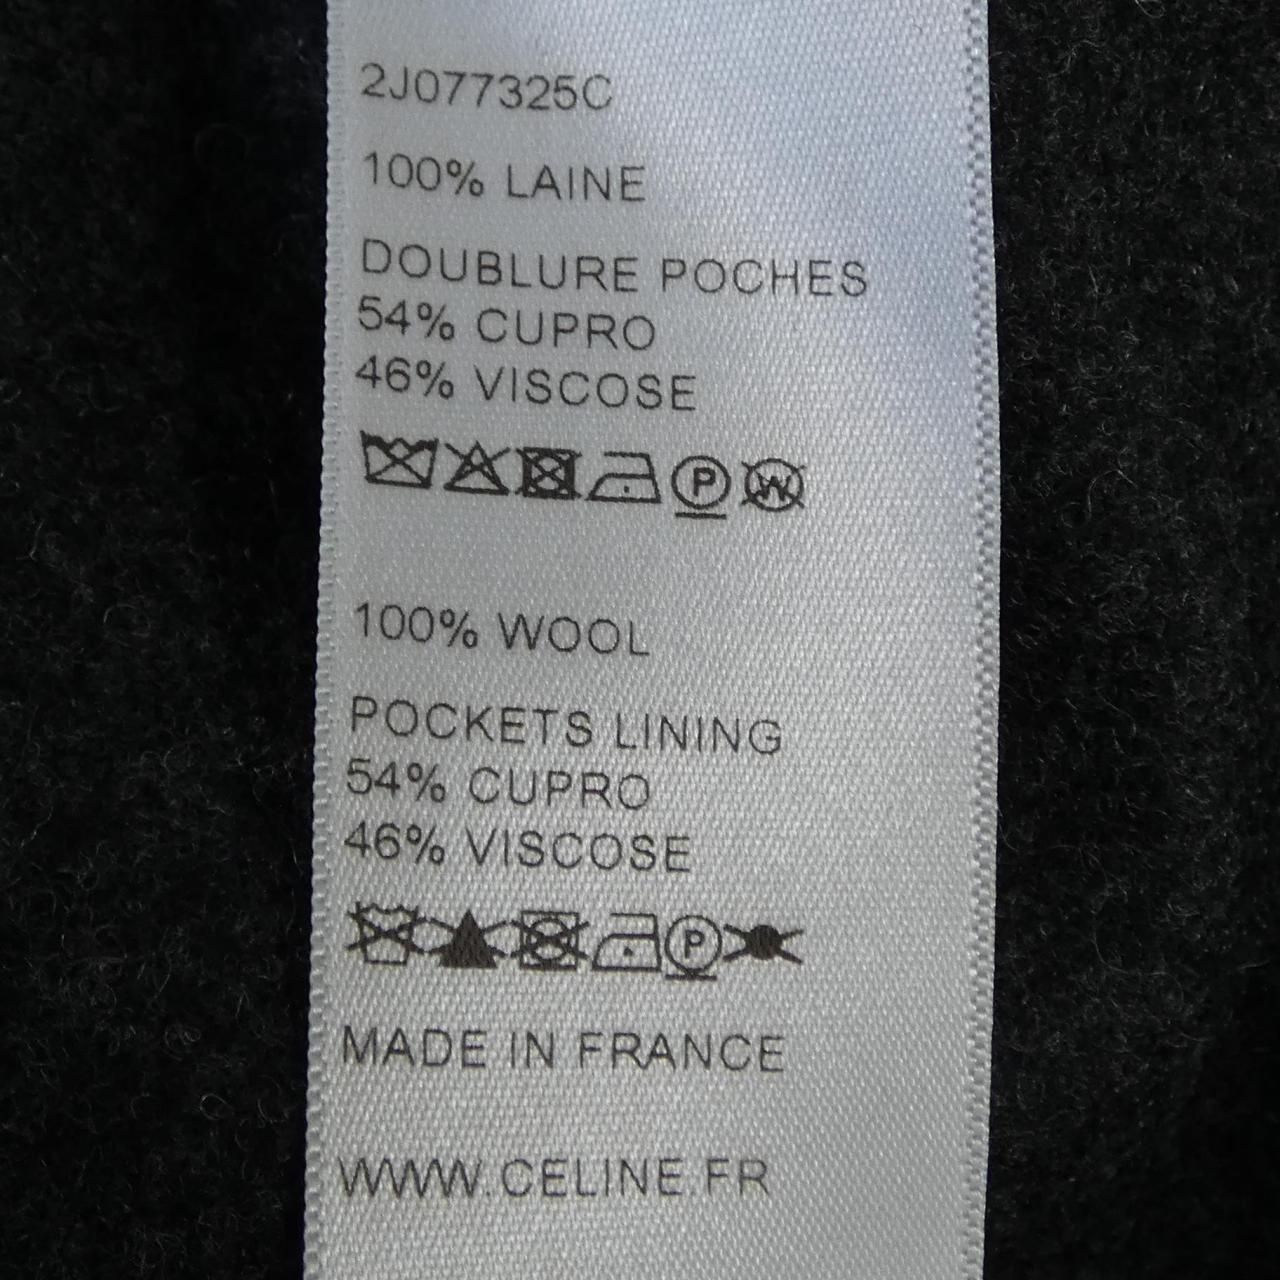 2J077325C
100% LAINE
DOUBLURE POCHES
54% CUPRO
46% VISCOSE
P W
100% WOOL
POCKETS LINING
54% CUPRO
46% VISCOSE
P
MADE IN FRANCE
WWW.CELINE.FR